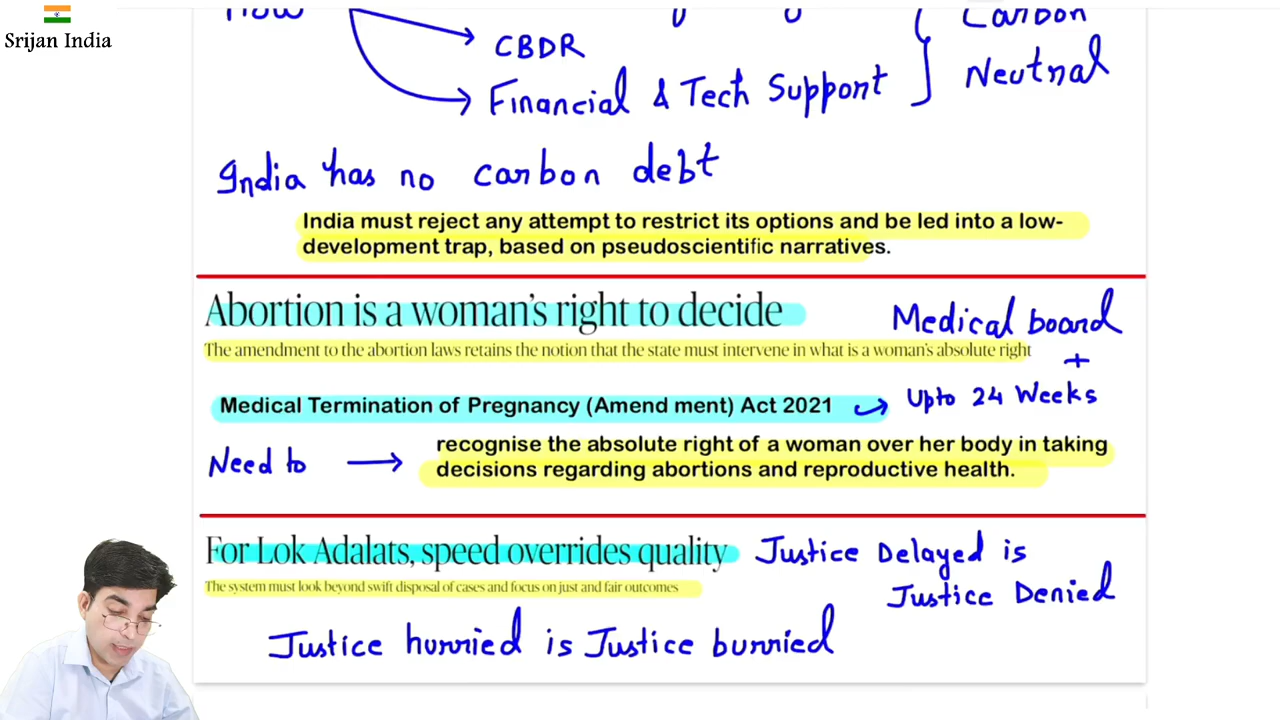 Srijan India
How
Carbon
CBDR
Financial & Tech Support
Neutral
India has no carbon debt
India must reject any attempt to restrict its options and be led into a low-
development trap, based on pseudoscientific narratives.
Abortion is a woman's right to decide
Medical board
The amendment to the abortion laws retains the notion that the state must intervene in what is a woman's absolute right
+
Medical Termination of Pregnancy (Amend ment) Act 2021
Upto 24 Weeks
Need to
recognise the absolute right of a woman over her body in taking
decisions regarding abortions and reproductive health.
For Lok Adalats, speed overrides quality
Justice Delayed is
The system must look beyond swift disposal of cases and focus on just and fair outcomes
Justice Denied
Justice hurried is Justice burried